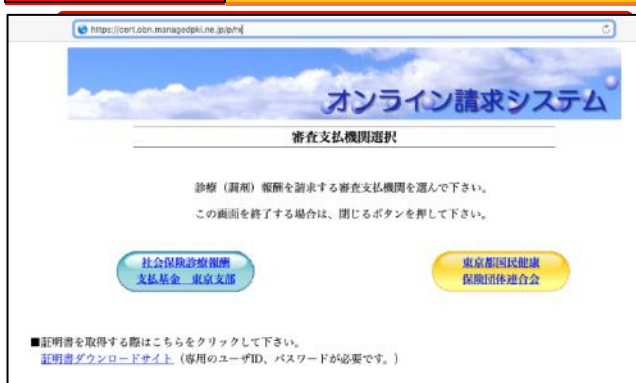 https://cert.obn.managedpki.ne.jp/p/rx
オンライン請求システム
審査支払機関選択
診療（調剤）報酬を請求する審査支払機関を選んで下さい。
この画面を終了する場合は、閉じるボタンを押して下さい。
社会保険診療報酬
支払基金 東京支部
東京都国民健康
保険団体連合会
■証明書を取得する際はこちらをクリックして下さい。
証明書ダウンロードサイト（専用のユーザID、パスワードが必要です。）